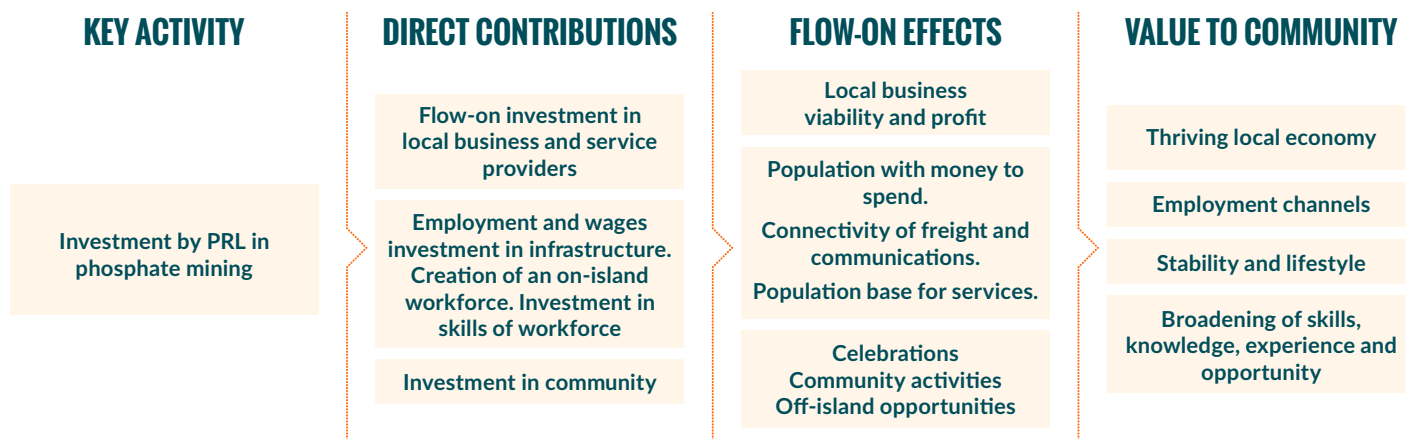 KEY ACTIVITY
Investment by PRL in
phosphate mining
DIRECT CONTRIBUTIONS
Flow-on investment in
local business and service
providers
Employment and wages
investment in infrastructure.
Creation of an on-island
workforce. Investment in
skills of workforce
Investment in community
FLOW-ON EFFECTS
Local business
viability and profit
Population with money to
spend.
Connectivity of freight and
communications.
Population base for services.
Celebrations
Community activities
Off-island opportunities
VALUE TO COMMUNITY
Thriving local economy
Employment channels
Stability and lifestyle
Broadening of skills,
knowledge, experience and
opportunity